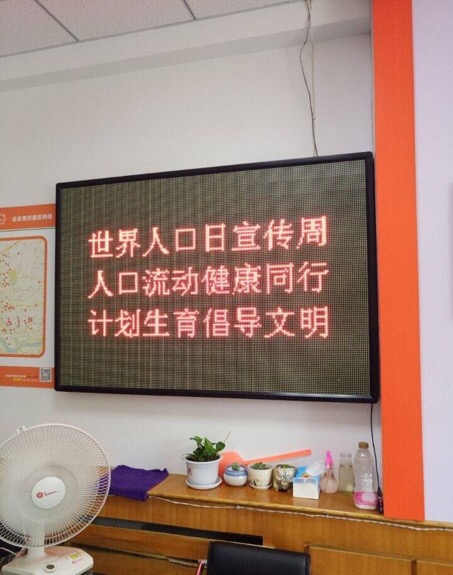 世界人口日宣传周
人口流动健康同行
计划生育倡导文明